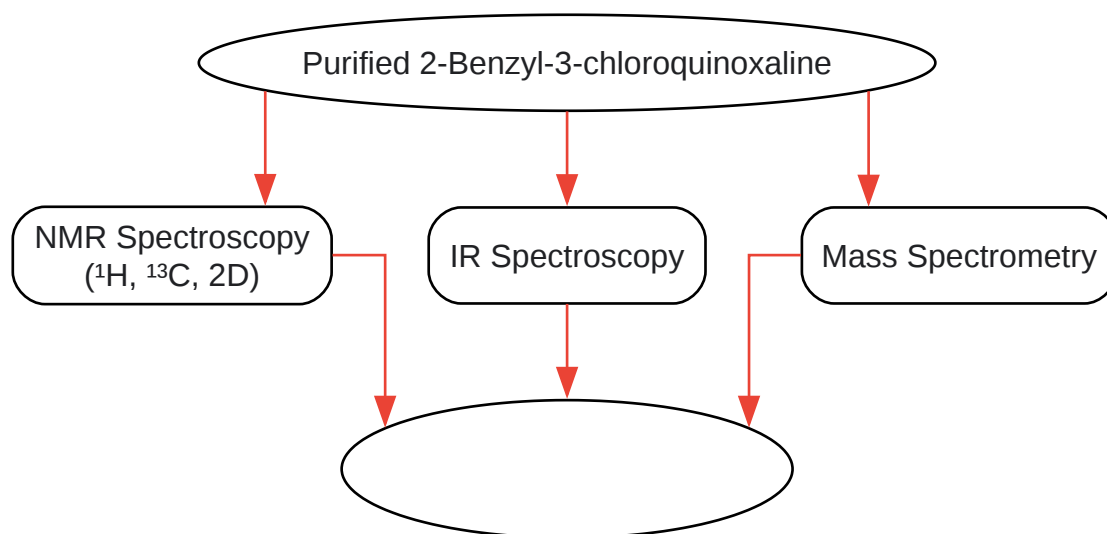 Purified 2-Benzyl-3-chloroquinoxaline
NMR Spectroscopy
(¹H, ¹³C, 2D)
IR Spectroscopy
Mass Spectrometry